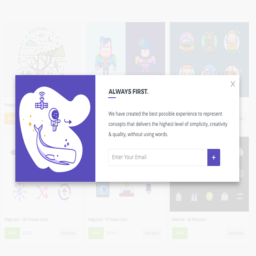 X
ALWAYS FIRST.
We have created the best possible experience to represent
concepts that delivers the highest level of simplicity, creativity
& quality, without using words.
Enter Your Email
+